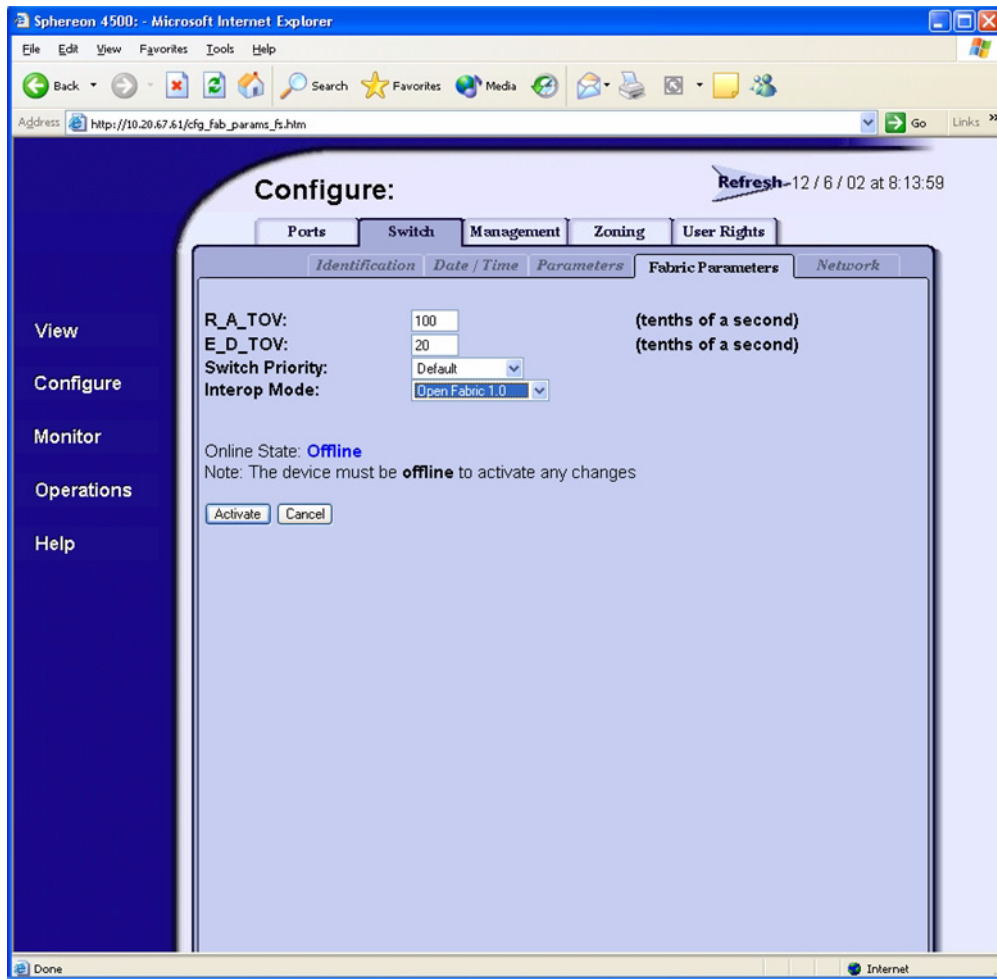 Sphereon 4500: - Microsoft Internet Explorer
File Edit View Favorites Tools Help
Back Search Favorites Media
Address http://10.20.67.61/cfg_fab_params_fs.htm Go Links »
Configure:
Refresh 12 / 6 / 02 at 8:13:59
Ports Switch Management Zoning User Rights
Identification Date / Time Parameters Fabric Parameters Network
View
Configure
Monitor
Operations
Help
R_A_TOV: 100 (tenths of a second)
E_D_TOV: 20 (tenths of a second)
Switch Priority: Default
Interop Mode: Open Fabric 1.0
Online State: Offline
Note: The device must be offline to activate any changes
Activate Cancel
Done Internet